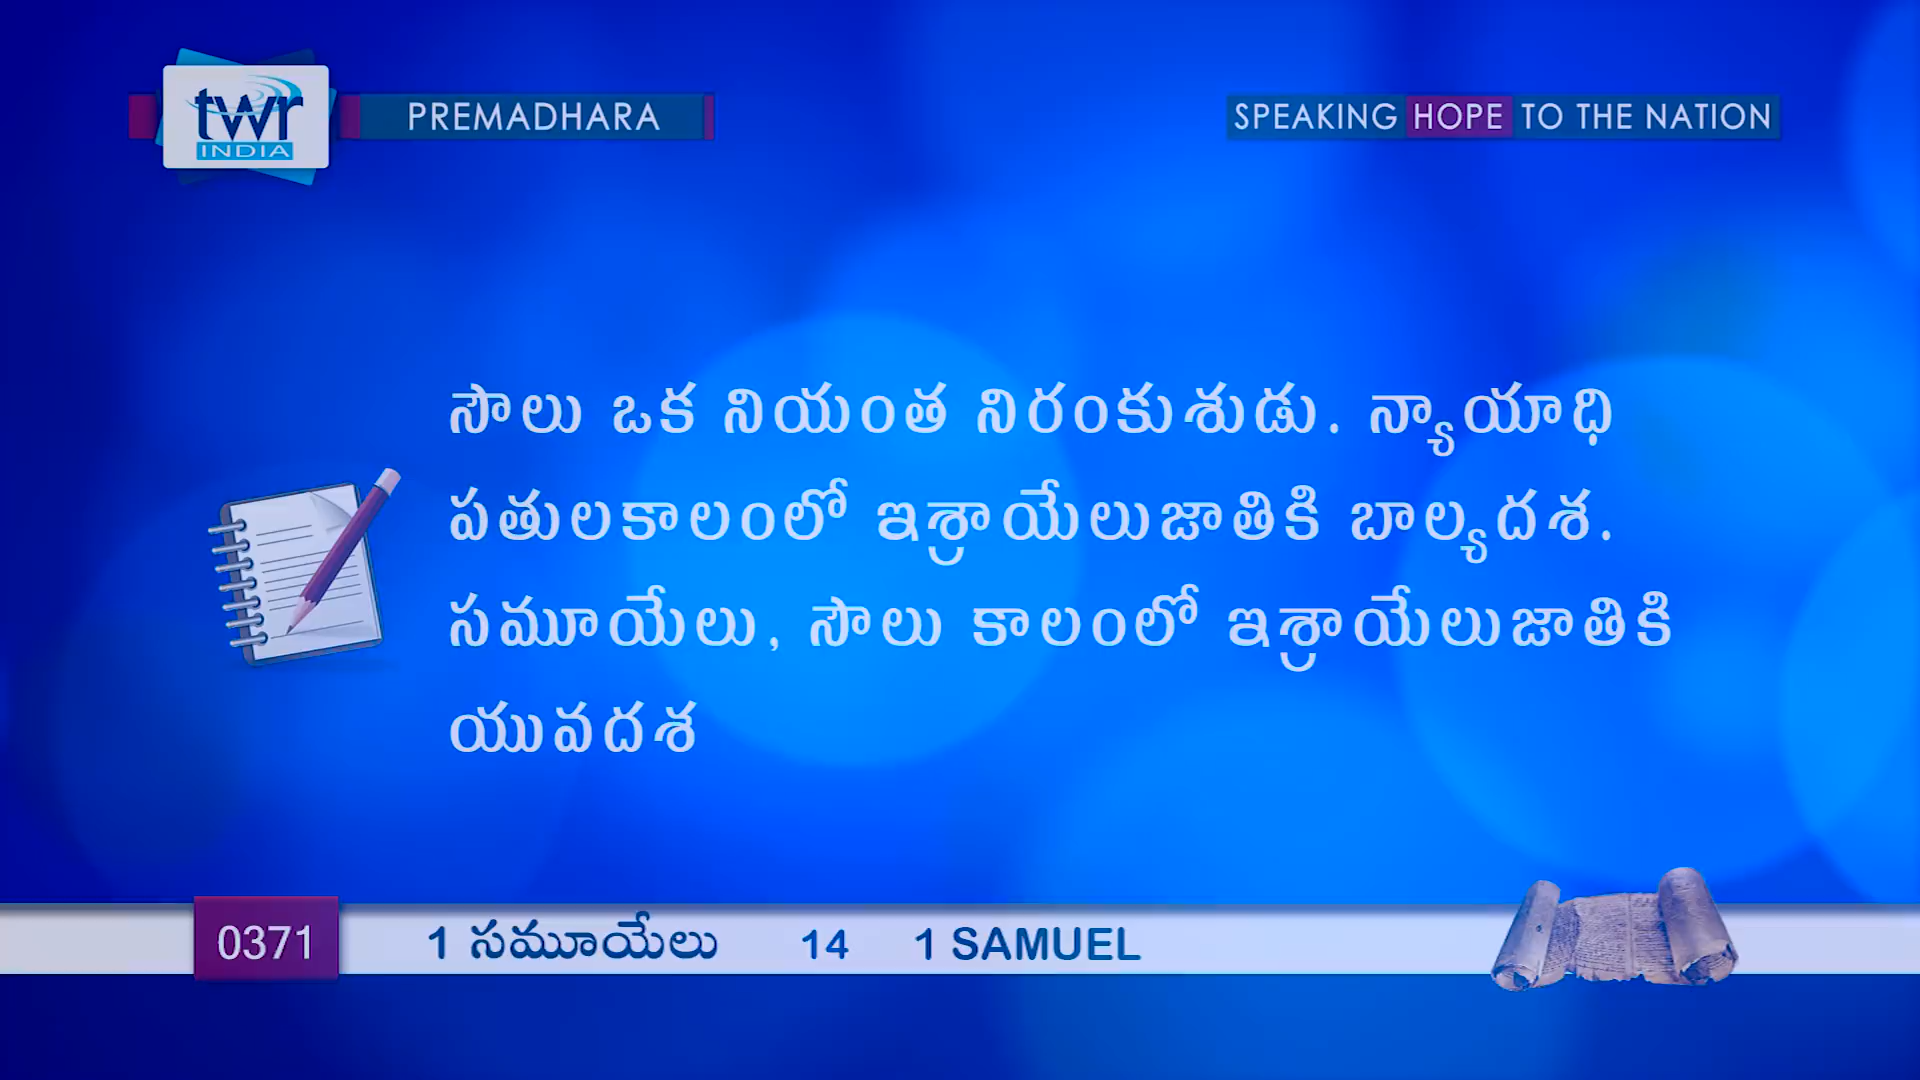 twr
INDIA
PREMADHARA
SPEAKING HOPE TO THE NATION
సౌలు ఒక నియంత నిరంకుశుడు. న్యాయాధి
పతులకాలంలో ఇశ్రాయేలుజాతికి బాల్యదశ.
సమూయేలు, సౌలు కాలంలో ఇశ్రాయేలుజాతికి
యువదశ
0371 1 సమూయేలు 14 1 SAMUEL